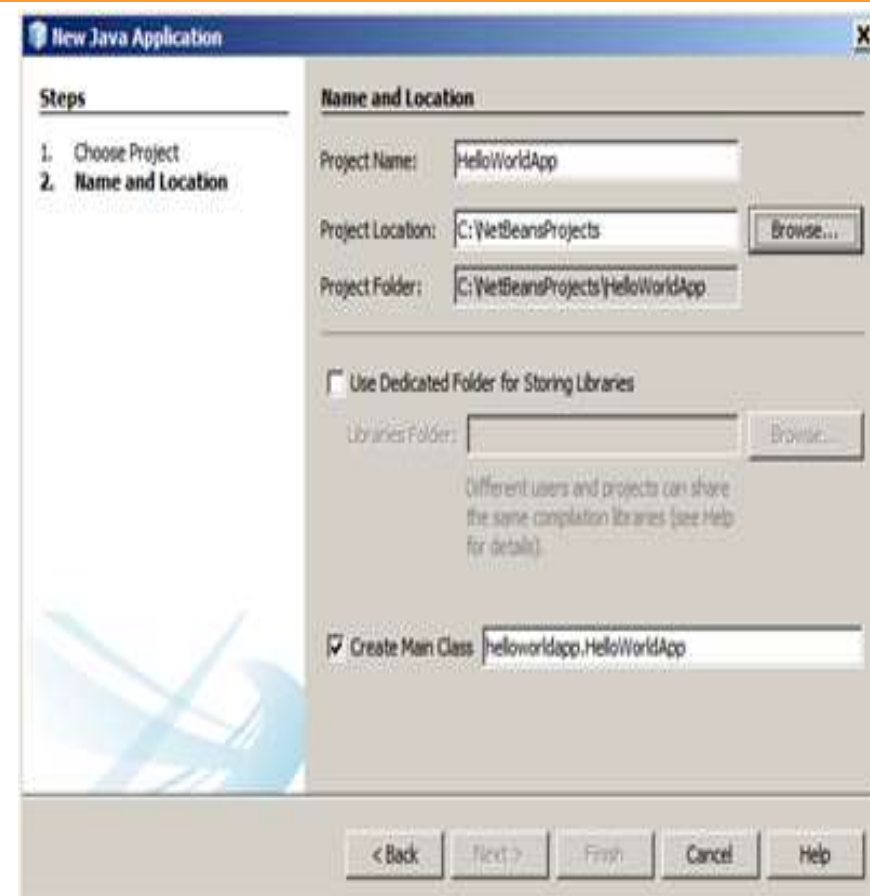 New Java Application
Steps
1. Choose Project
2. Name and Location
Name and Location
Project Name: HelloWorldApp
Project Location: C:\NetBeansProjects Browse...
Project Folder: C:\NetBeansProjects\HelloWorldApp
Use Dedicated Folder for Storing Libraries
Libraries Folder: Browse...
Different users and projects can share
the same compilation libraries (see Help
for details).
Create Main Class helloworldapp.HelloWorldApp
< Back Next > Finish Cancel Help